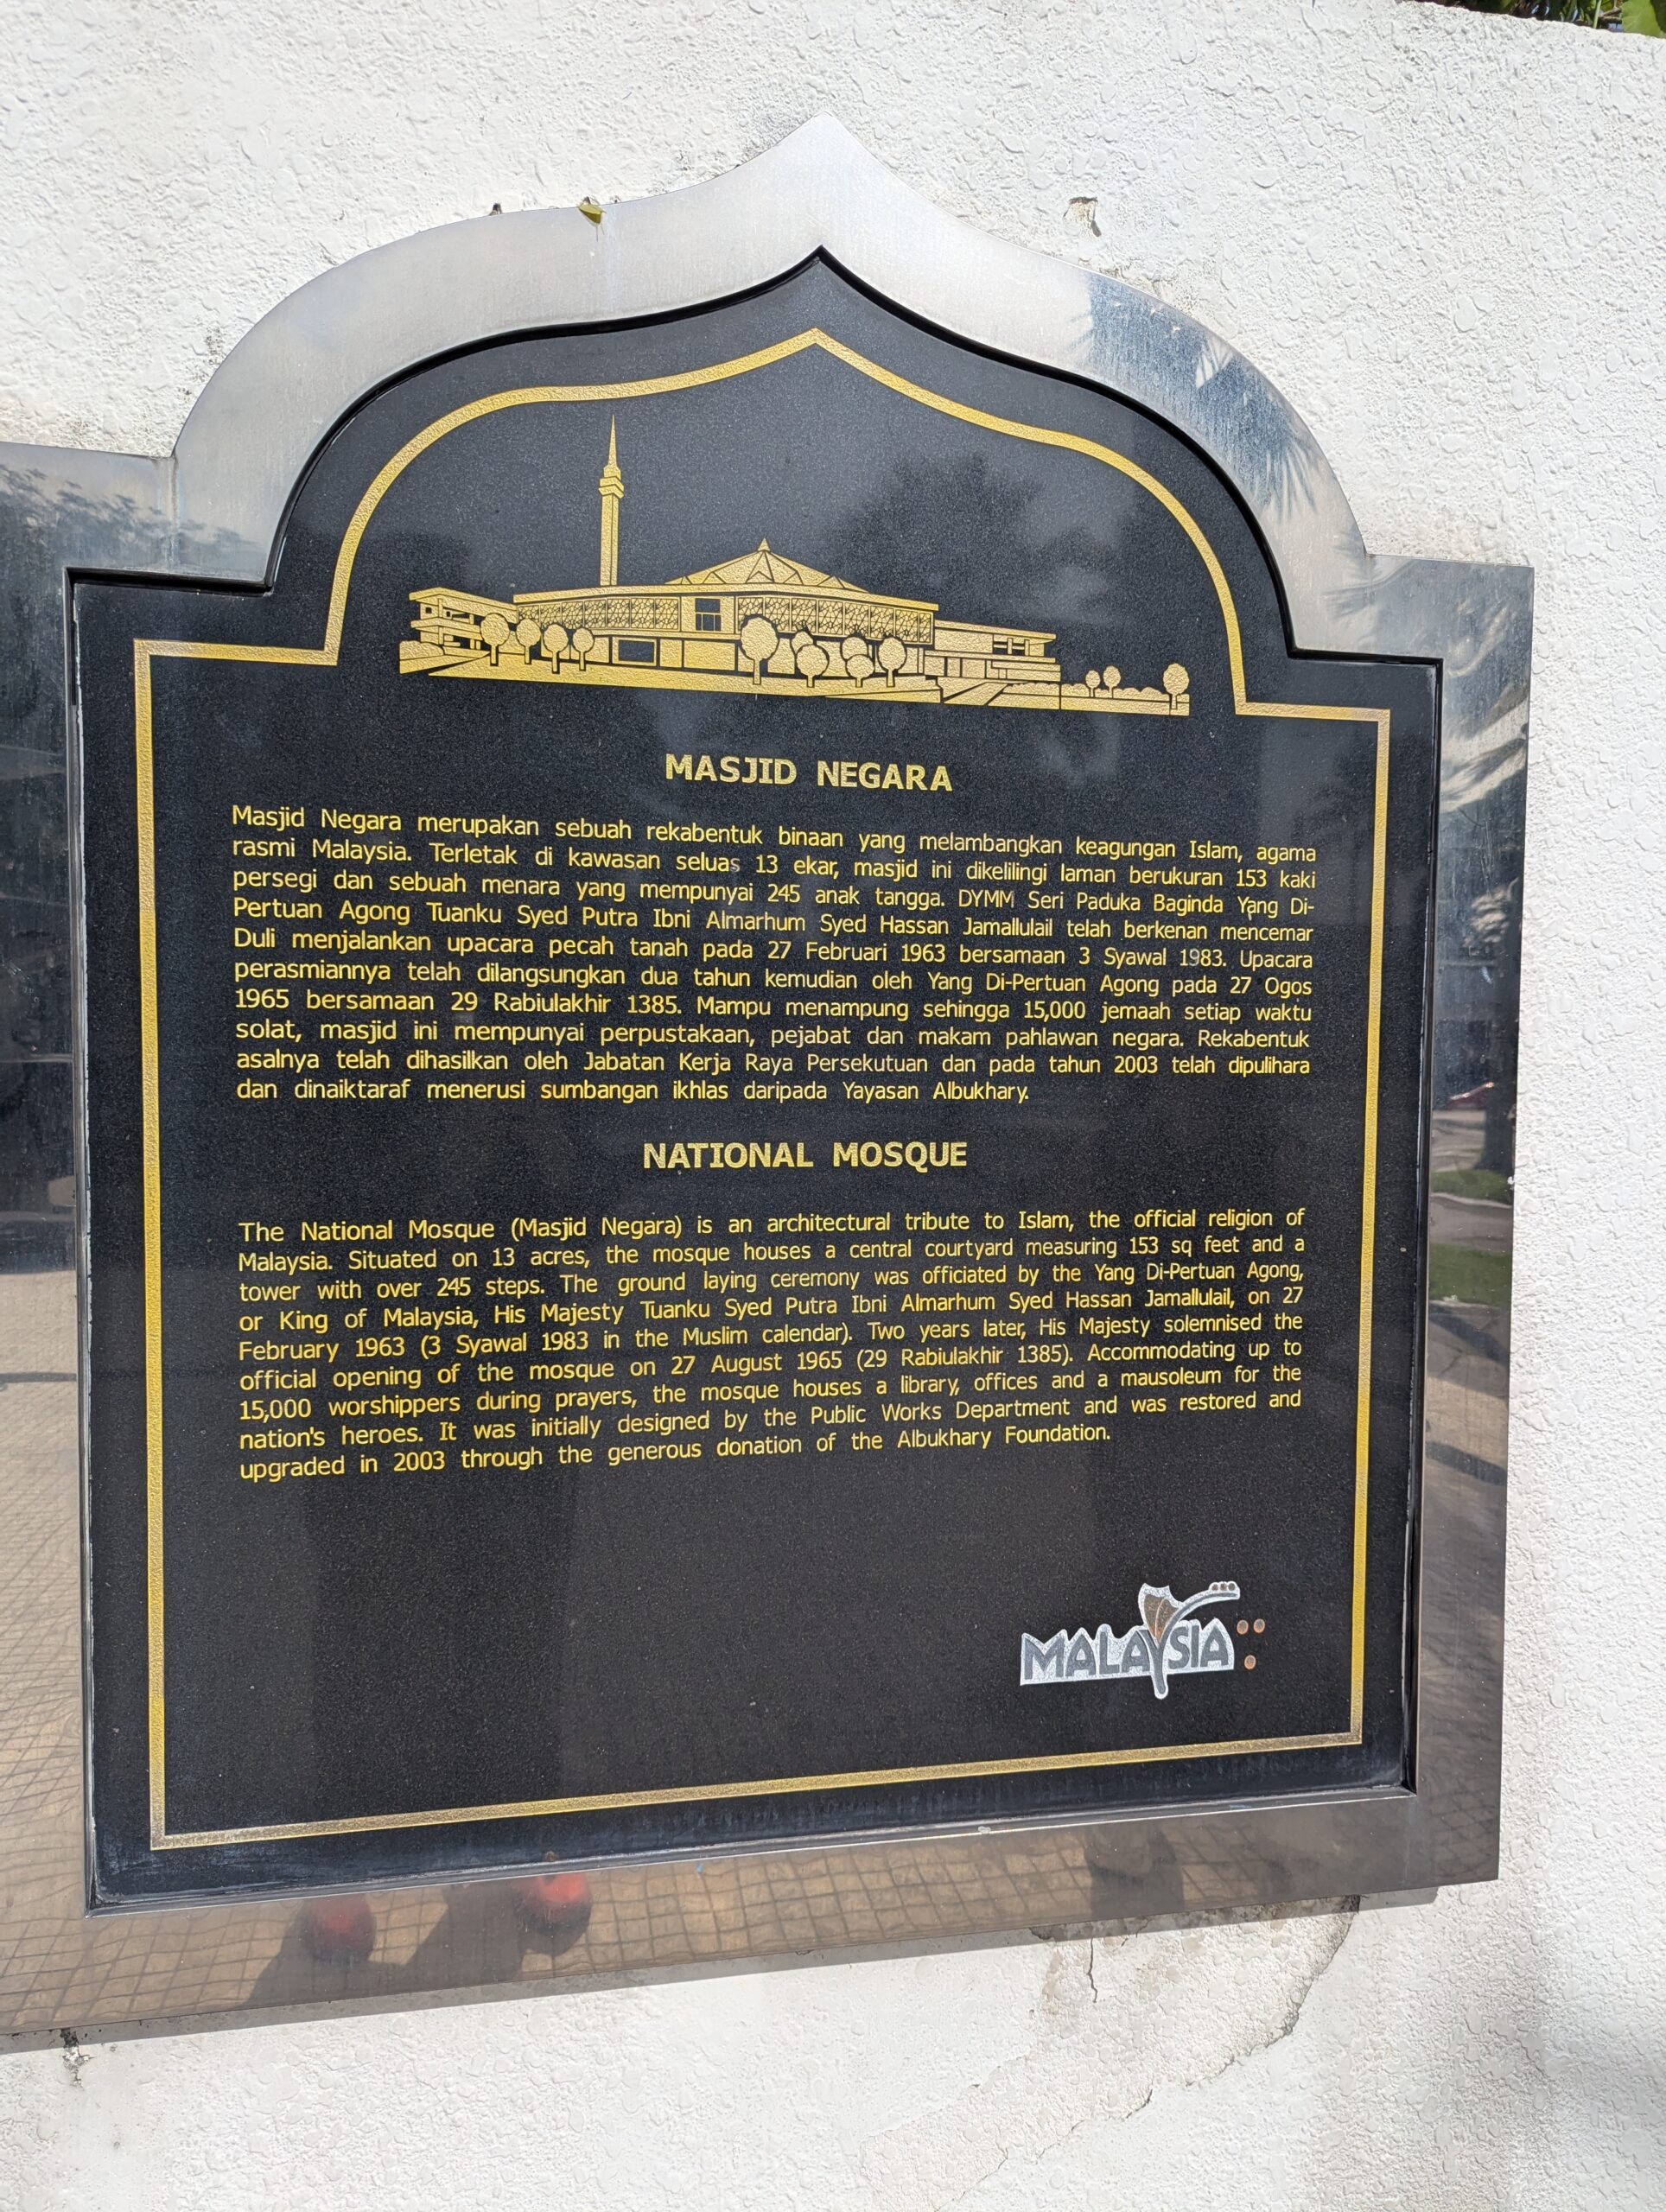 MASJID NEGARA
Masjid Negara merupakan sebuah rekabentuk binaan yang melambangkan keagungan Islam, agama
rasmi Malaysia. Terletak di kawasan seluas 13 ekar, masjid ini dikelilingi laman berukuran 153 kaki
persegi dan sebuah menara yang mempunyai 245 anak tangga. DYMM Seri Paduka Baginda Yang Di-
Pertuan Agong Tuanku Syed Putra Ibni Almarhum Syed Hassan Jamallulail telah berkenan mencemar
Duli menjalankan upacara pecah tanah pada 27 Februari 1963 bersamaan 3 Syawal 1983. Upacara
perasmiannya telah dilangsungkan dua tahun kemudian oleh Yang Di-Pertuan Agong pada 27 Ogos
1965 bersamaan 29 Rabiulakhir 1385. Mampu menampung sehingga 15,000 jemaah setiap waktu
solat, masjid ini mempunyai perpustakaan, pejabat dan makam pahlawan negara. Rekabentuk
asalnya telah dihasilkan oleh Jabatan Kerja Raya Persekutuan dan pada tahun 2003 telah dipulihara
dan dinaiktaraf menerusi sumbangan ikhlas daripada Yayasan Albukhary.
NATIONAL MOSQUE
The National Mosque (Masjid Negara) is an architectural tribute to Islam, the official religion of
Malaysia. Situated on 13 acres, the mosque houses a central courtyard measuring 153 sq feet and a
tower with over 245 steps. The ground laying ceremony was officiated by the Yang Di-Pertuan Agong,
or King of Malaysia, His Majesty Tuanku Syed Putra Ibni Almarhum Syed Hassan Jamallulail, on 27
February 1963 (3 Syawal 1983 in the Muslim calendar). Two years later, His Majesty solemnised the
official opening of the mosque on 27 August 1965 (29 Rabiulakhir 1385). Accommodating up to
15,000 worshippers during prayers, the mosque houses a library, offices and a mausoleum for the
nation's heroes. It was initially designed by the Public Works Department and was restored and
upgraded in 2003 through the generous donation of the Albukhary Foundation.
MALAYSIA